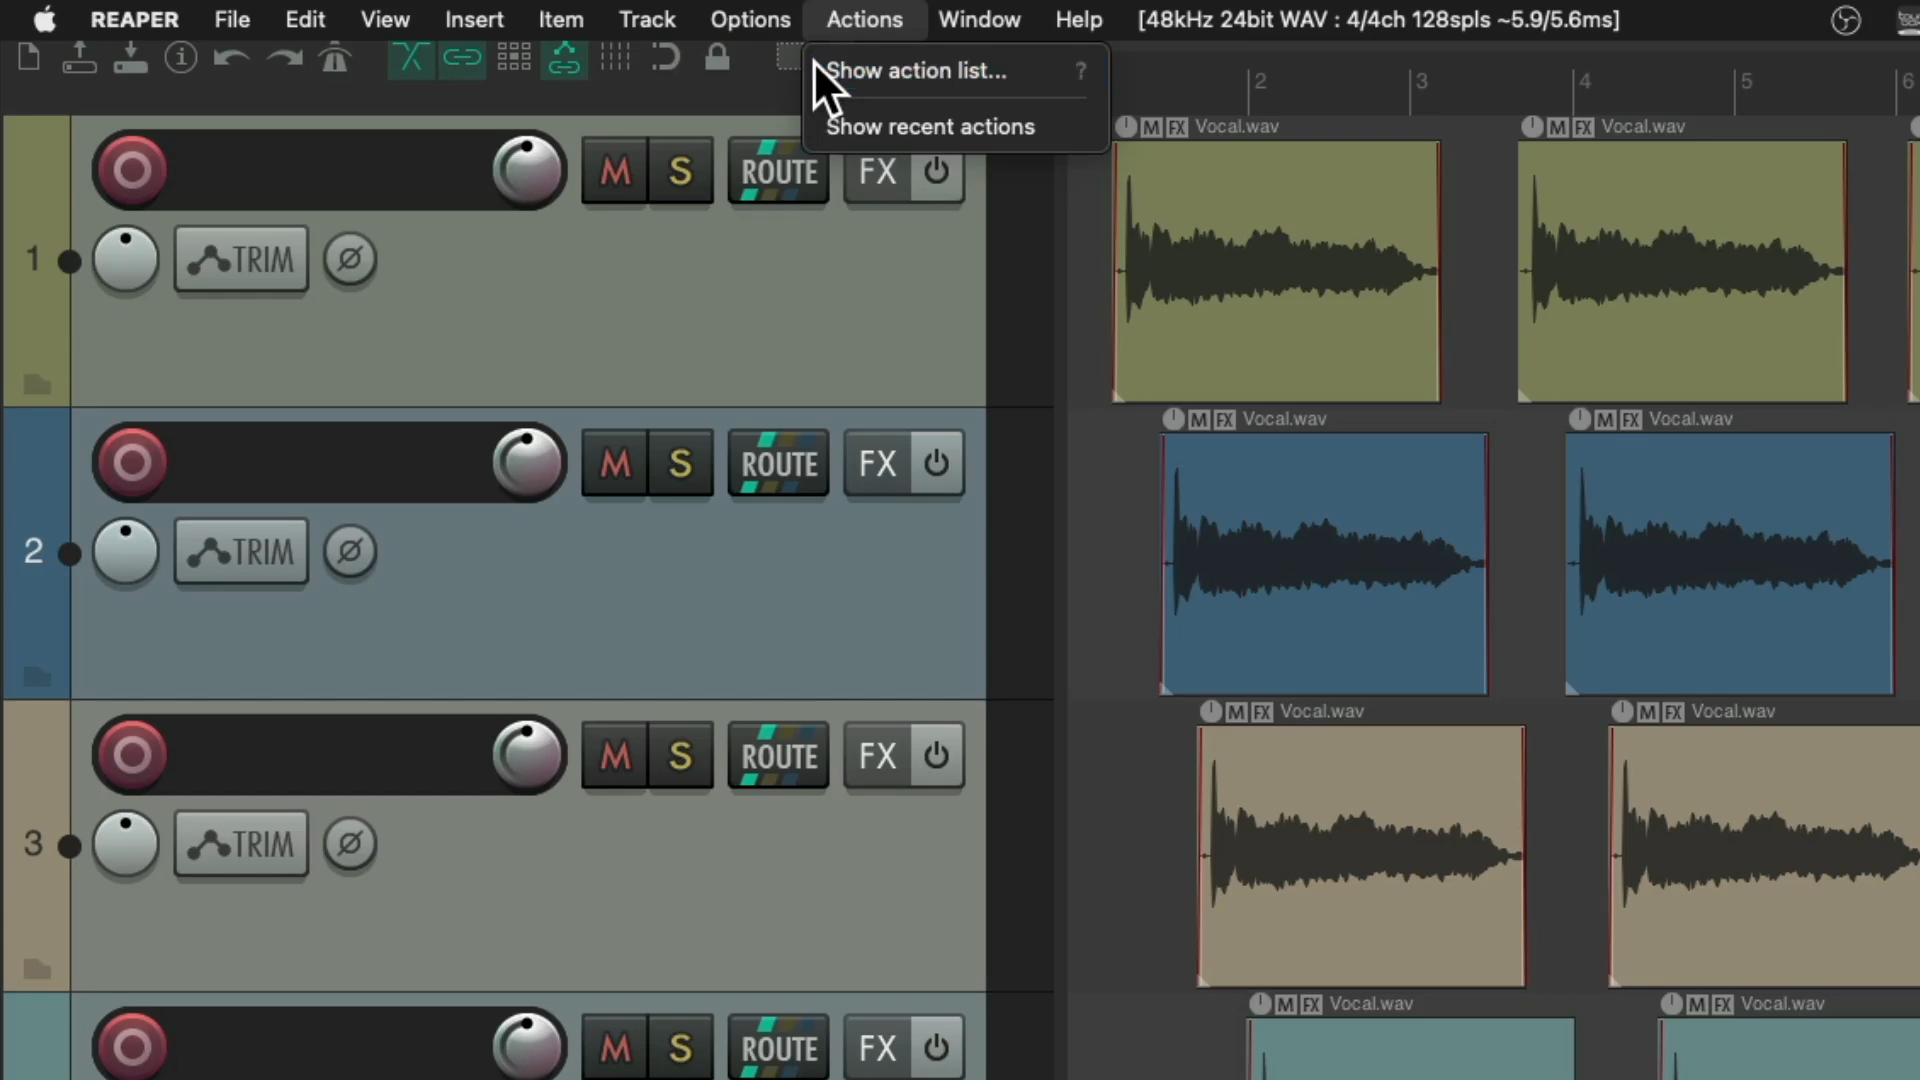 REAPER File Edit View Insert Item Track Options Actions Window Help [48kHz 24bit WAV : 4/4ch 128spls ~5.9/5.6ms]
Show action list... ?
Show recent actions
2 3 4 5 6
M FX Vocal.wav M FX Vocal.wav
M S ROUTE FX
1 TRIM
M FX Vocal.wav M FX Vocal.wav
M S ROUTE FX
2 TRIM
M FX Vocal.wav M FX Vocal.wav
M S ROUTE FX
3 TRIM
M FX Vocal.wav M FX Vocal.wav
M S ROUTE FX